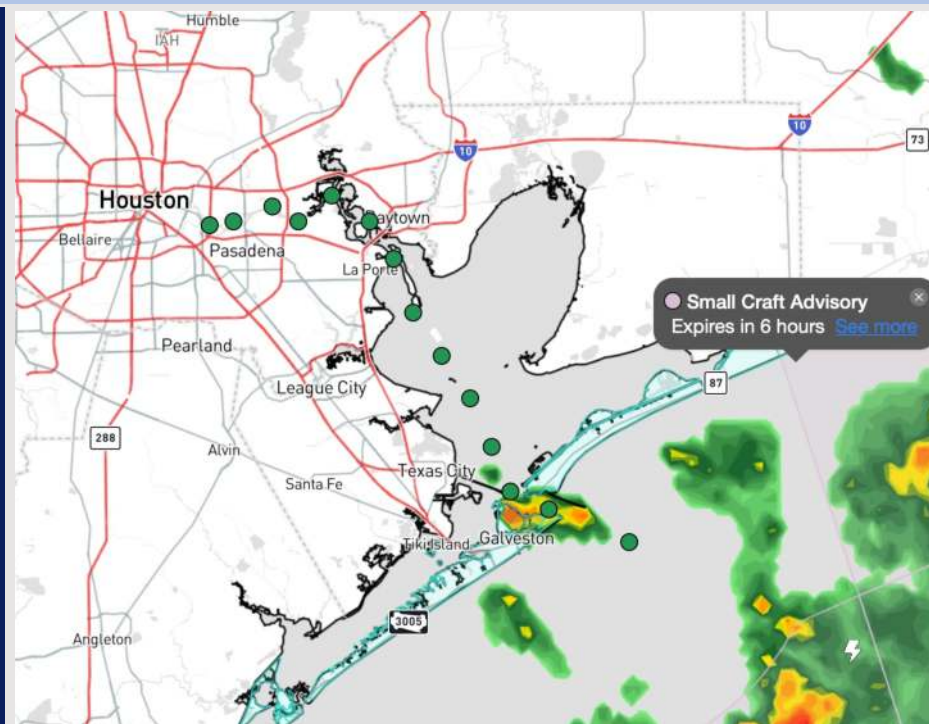 Humble
IAH
10
10
73
Houston
Baytown
Bellaire
Pasadena
La Porte
Small Craft Advisory
Expires in 6 hours See more
Pearland
League City
87
288
Alvin
Texas City
Santa Fe
Tiki Island
Galveston
3005
Angleton